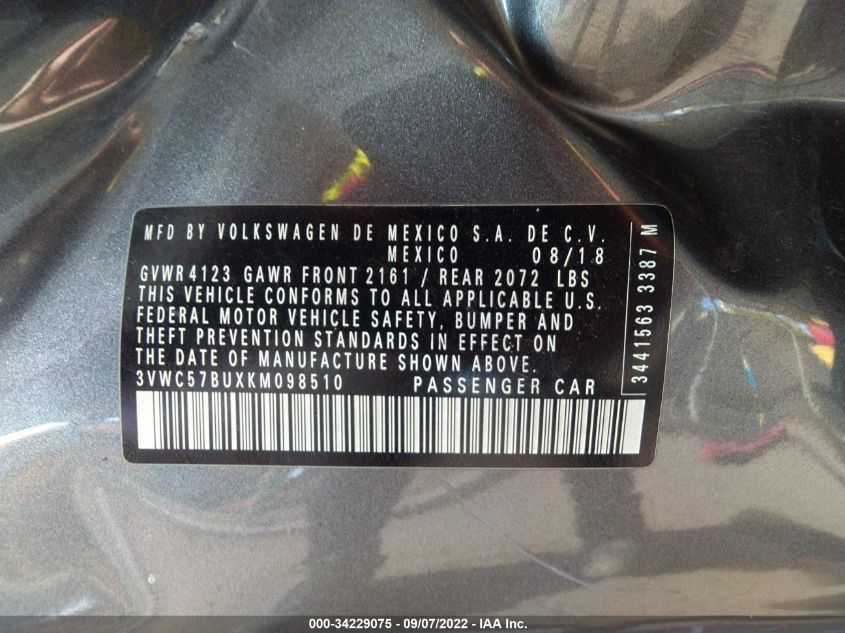 MFD BY VOLKSWAGEN DE MEXICO S.A. DE C.V.
MEXICO 08/18
GVWR 4123 GAWR FRONT 2161 / REAR 2072 LBS
THIS VEHICLE CONFORMS TO ALL APPLICABLE U.S.
FEDERAL MOTOR VEHICLE SAFETY, BUMPER AND
THEFT PREVENTION STANDARDS IN EFFECT ON
THE DATE OF MANUFACTURE SHOWN ABOVE.
3VWC57BUXKM098510 PASSENGER CAR
3441563 3387 M
000-34229075 - 09/07/2022 - IAA Inc.